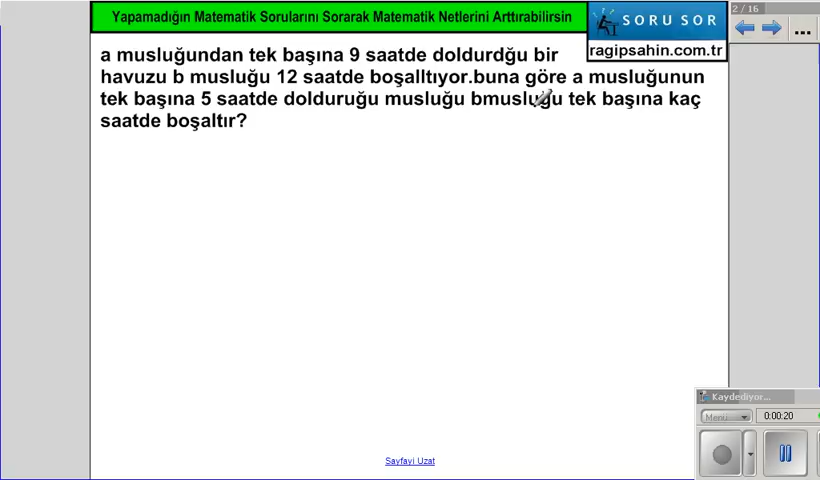 Yapamadığın Matematik Sorularını Sorarak Matematik Netlerini Arttırabilirsin
SORU SOR
ragipsahin.com.tr
2 / 16
...
a musluğundan tek başına 9 saatde doldurdğu bir
havuzu b musluğu 12 saatde boşalltıyor.buna göre a musluğunun
tek başına 5 saatde dolduruğu musluğu bmusluğu tek başına kaç
saatde boşaltır?
Kaydediyor...
Menü
0:00:20
Sayfayi Uzat